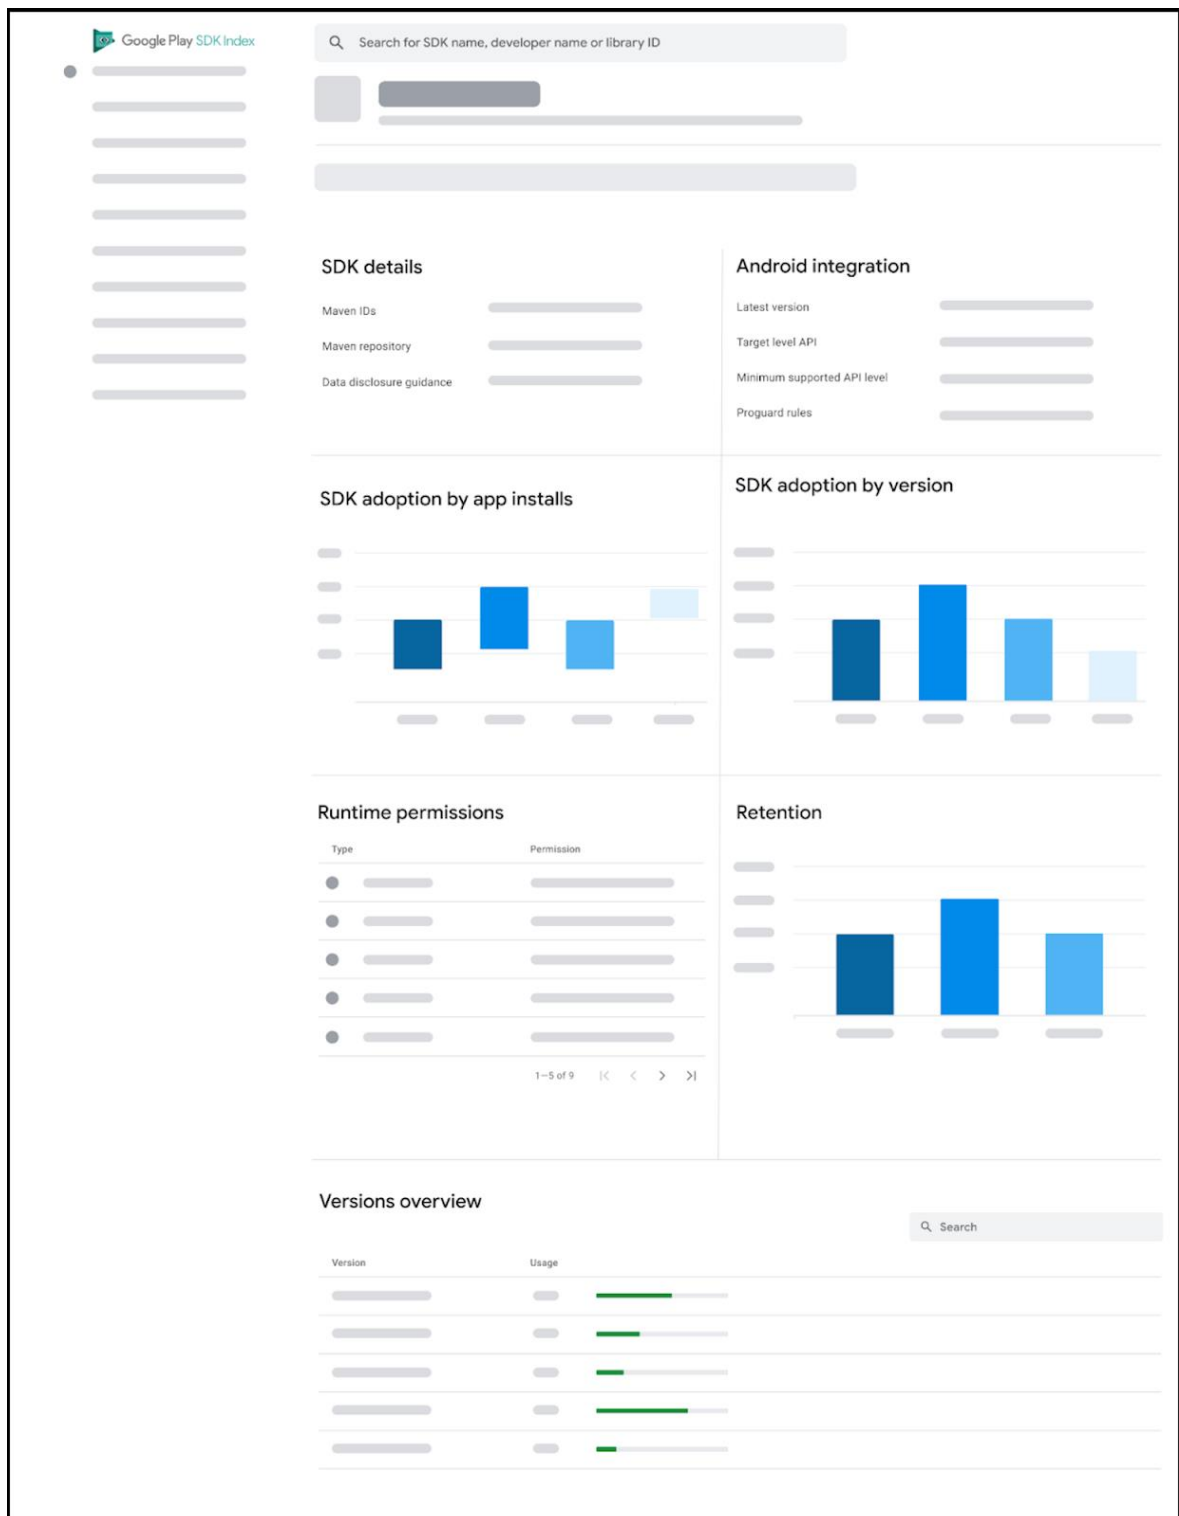 Google Play SDK Index
Search for SDK name, developer name or library ID
SDK details
Maven IDs
Maven repository
Data disclosure guidance
Android integration
Latest version
Target level API
Minimum supported API level
Proguard rules
SDK adoption by app installs
SDK adoption by version
Runtime permissions
Type Permission
1–5 of 9
Retention
Versions overview
Search
Version Usage